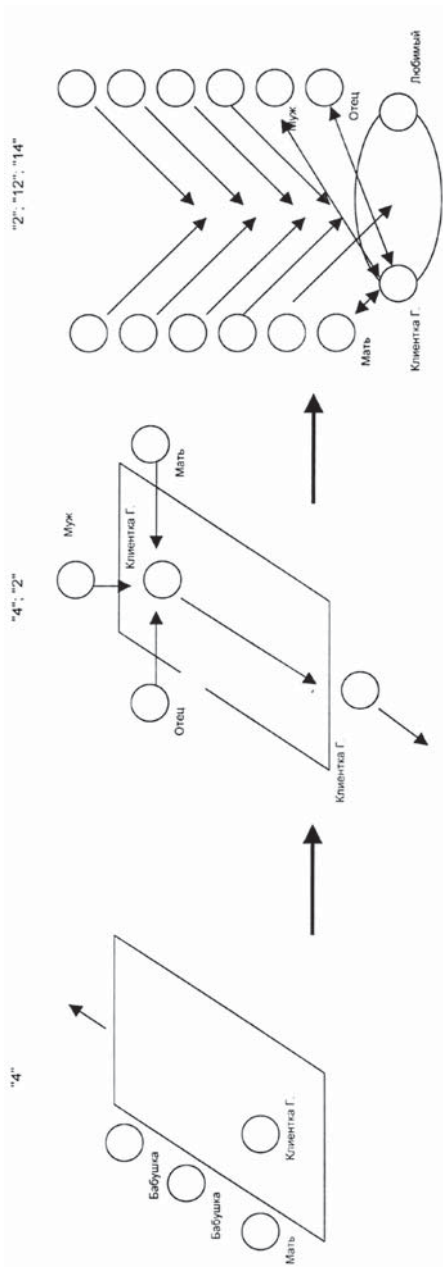 "4"
Бабушка
Бабушка
Мать
Клиентка Г.
"4"; "2"
Муж
Отец
Клиентка Г.
Мать
Клиентка Г.
"2"; "12"; "14"
Муж
Отец
Мать
Клиентка Г.
Любимый